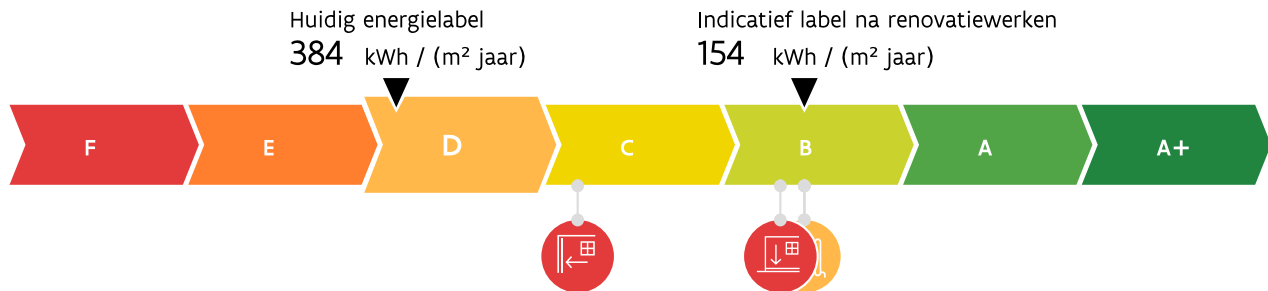 Huidig energielabel
384 kWh / (m² jaar)
Indicatief label na renovatiewerken
154 kWh / (m² jaar)
F E D C B A A+